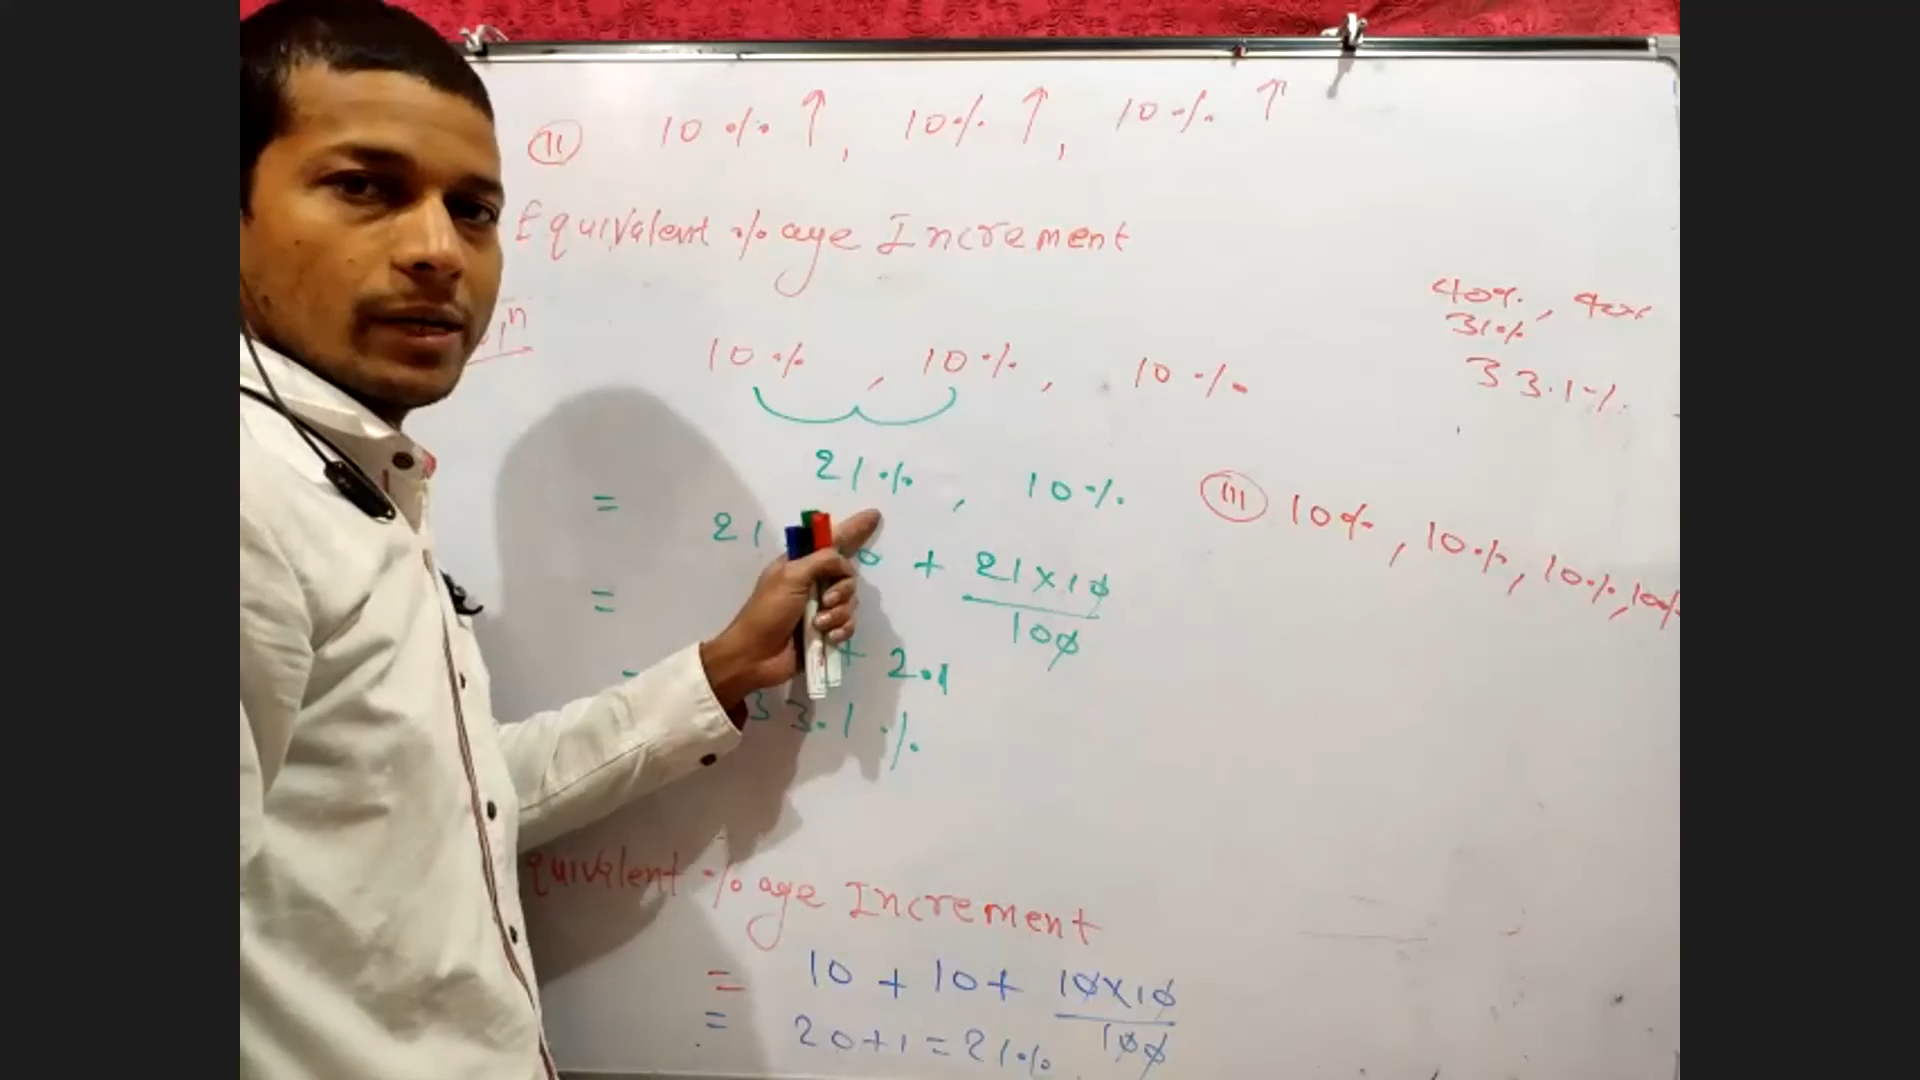 (II) 10%↑, 10%↑, 10%↑
Equivalent %age Increment
10%, 10%, 10%
21%, 10%
= 21 + 21×10/100
= + 2.1
= 33.1%
quivalent %age Increment
= 10 + 10 + 10×10/100
= 20+1=21%
40%,
31%
33.1%
(III) 10%, 10%, 10%, 10%